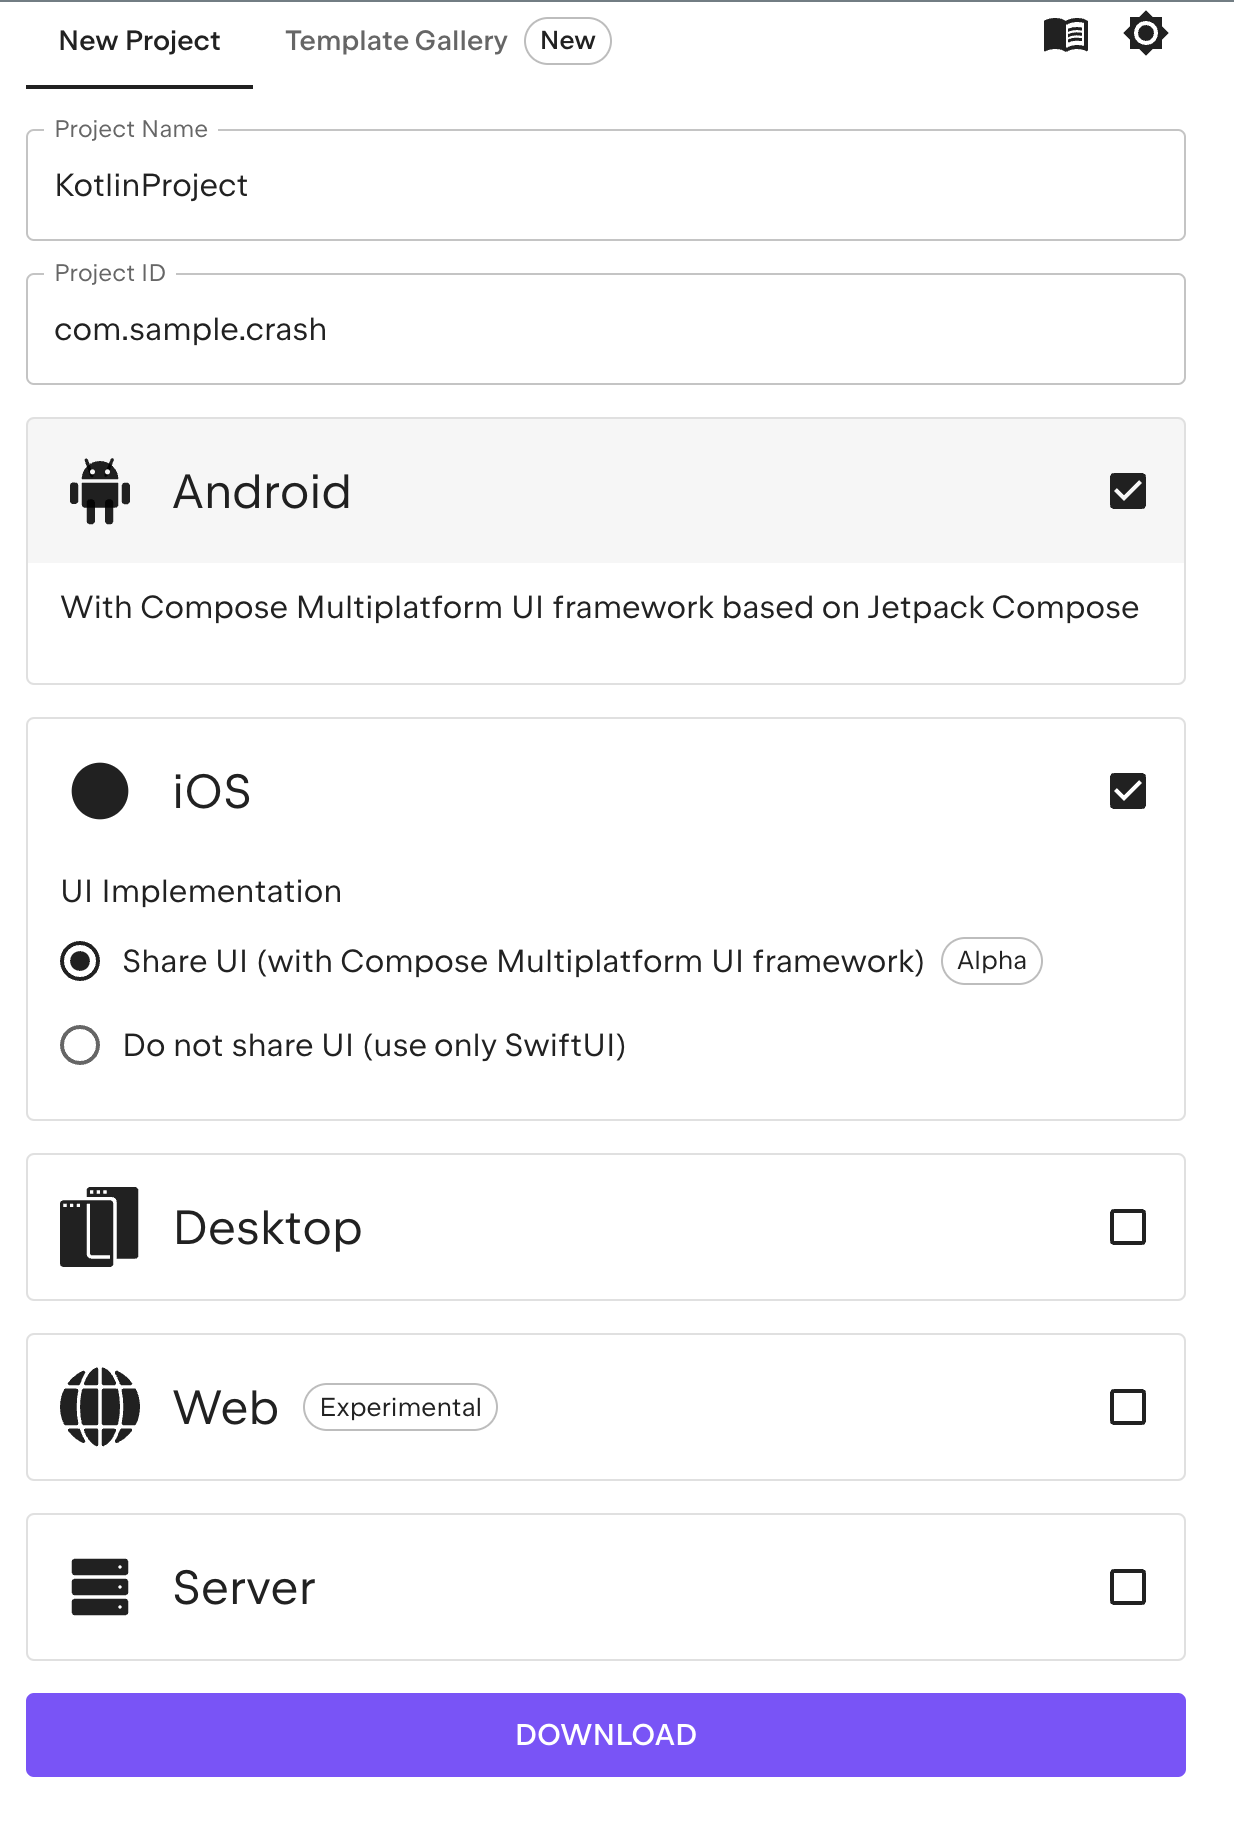 New Project
Template Gallery New
Project Name
KotlinProject
Project ID
com.sample.crash
Android
With Compose Multiplatform UI framework based on Jetpack Compose
iOS
UI Implementation
Share UI (with Compose Multiplatform UI framework) Alpha
Do not share UI (use only SwiftUI)
Desktop
Web Experimental
Server
DOWNLOAD